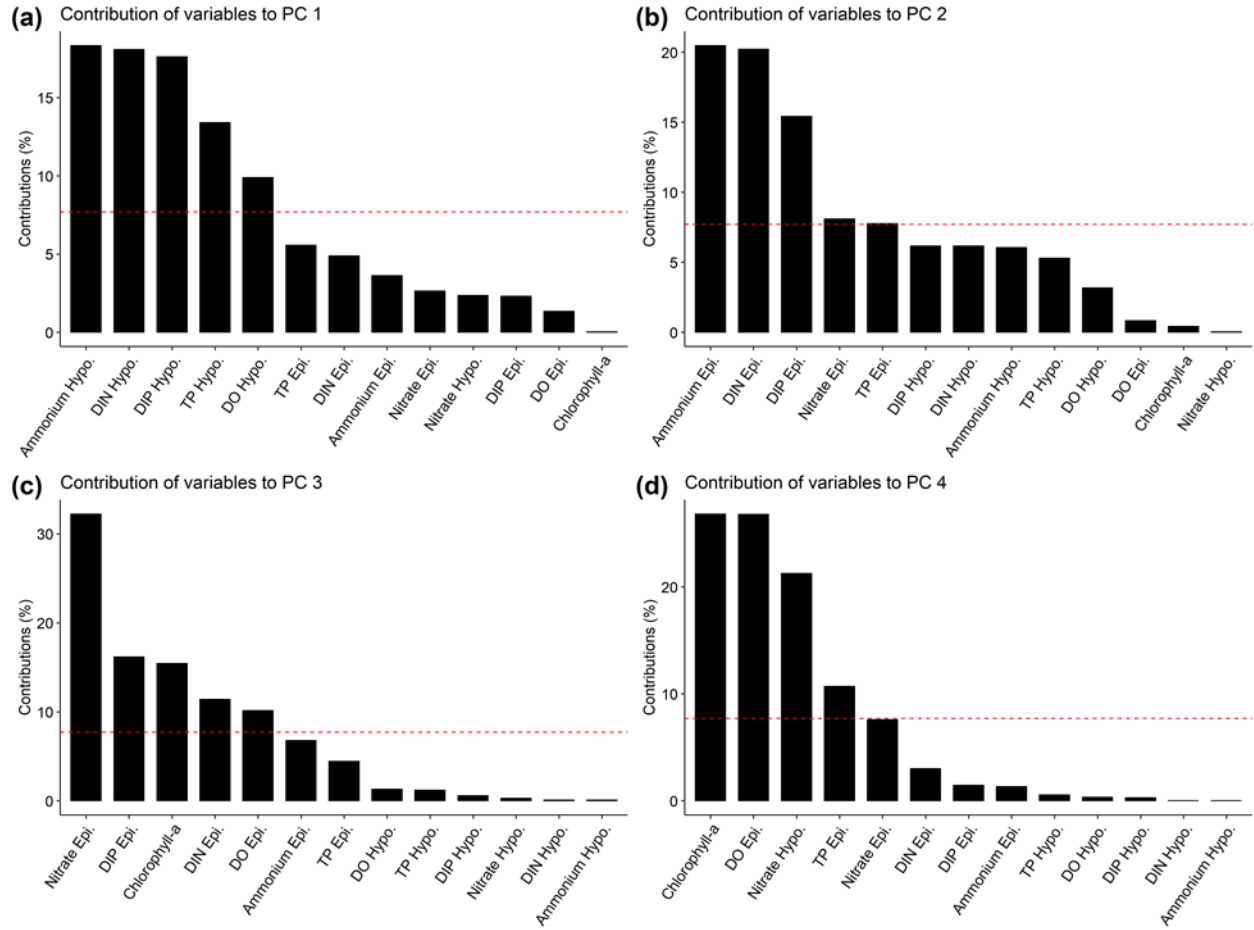 (a) Contribution of variables to PC 1
Contributions (%)
15
10
5
0
Ammonium Hypo.
DIN Hypo.
DIP Hypo.
TP Hypo.
DO Hypo.
TP Epi.
DIN Epi.
Ammonium Epi.
Nitrate Epi.
Nitrate Hypo.
DIP Epi.
DO Epi.
Chlorophyll-a
(b) Contribution of variables to PC 2
Contributions (%)
20
15
10
5
0
Ammonium Epi.
DIN Epi.
DIP Epi.
Nitrate Epi.
TP Epi.
DIP Hypo.
DIN Hypo.
Ammonium Hypo.
TP Hypo.
DO Hypo.
DO Epi.
Chlorophyll-a
Nitrate Hypo.
(c) Contribution of variables to PC 3
Contributions (%)
30
20
10
0
Nitrate Epi.
DIP Epi.
Chlorophyll-a
DIN Epi.
DO Epi.
Ammonium Epi.
TP Epi.
DO Hypo.
TP Hypo.
DIP Hypo.
Nitrate Hypo.
DIN Hypo.
Ammonium Hypo.
(d) Contribution of variables to PC 4
Contributions (%)
20
10
0
Chlorophyll-a
DO Epi.
Nitrate Hypo.
TP Epi.
Nitrate Epi.
DIN Epi.
DIP Epi.
Ammonium Epi.
TP Hypo.
DO Hypo.
DIP Hypo.
DIN Hypo.
Ammonium Hypo.